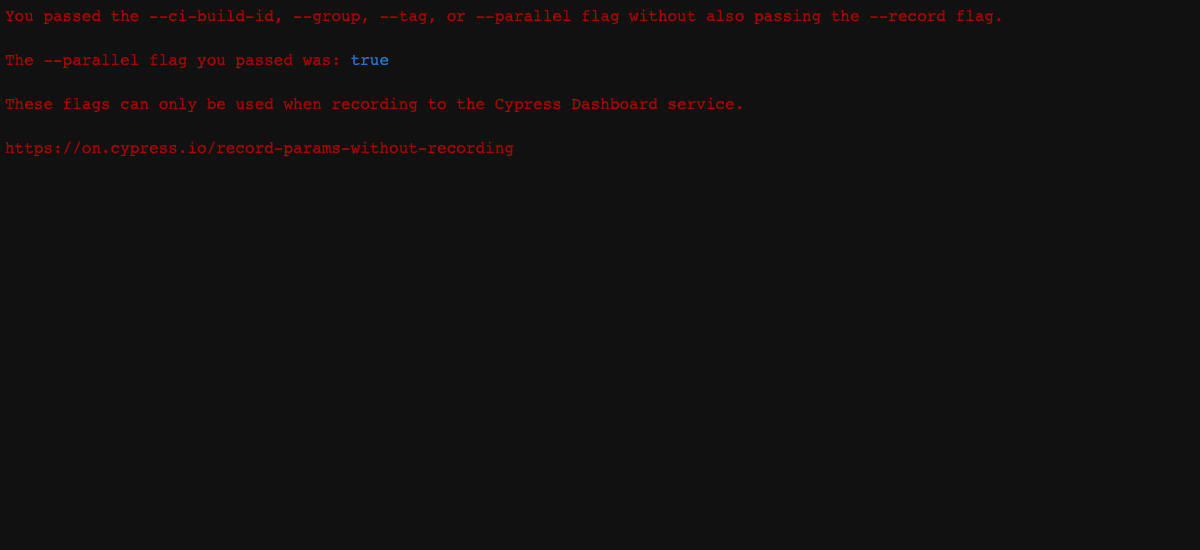 You passed the --ci-build-id, --group, --tag, or --parallel flag without also passing the --record flag.
The --parallel flag you passed was: true
These flags can only be used when recording to the Cypress Dashboard service.
https://on.cypress.io/record-params-without-recording